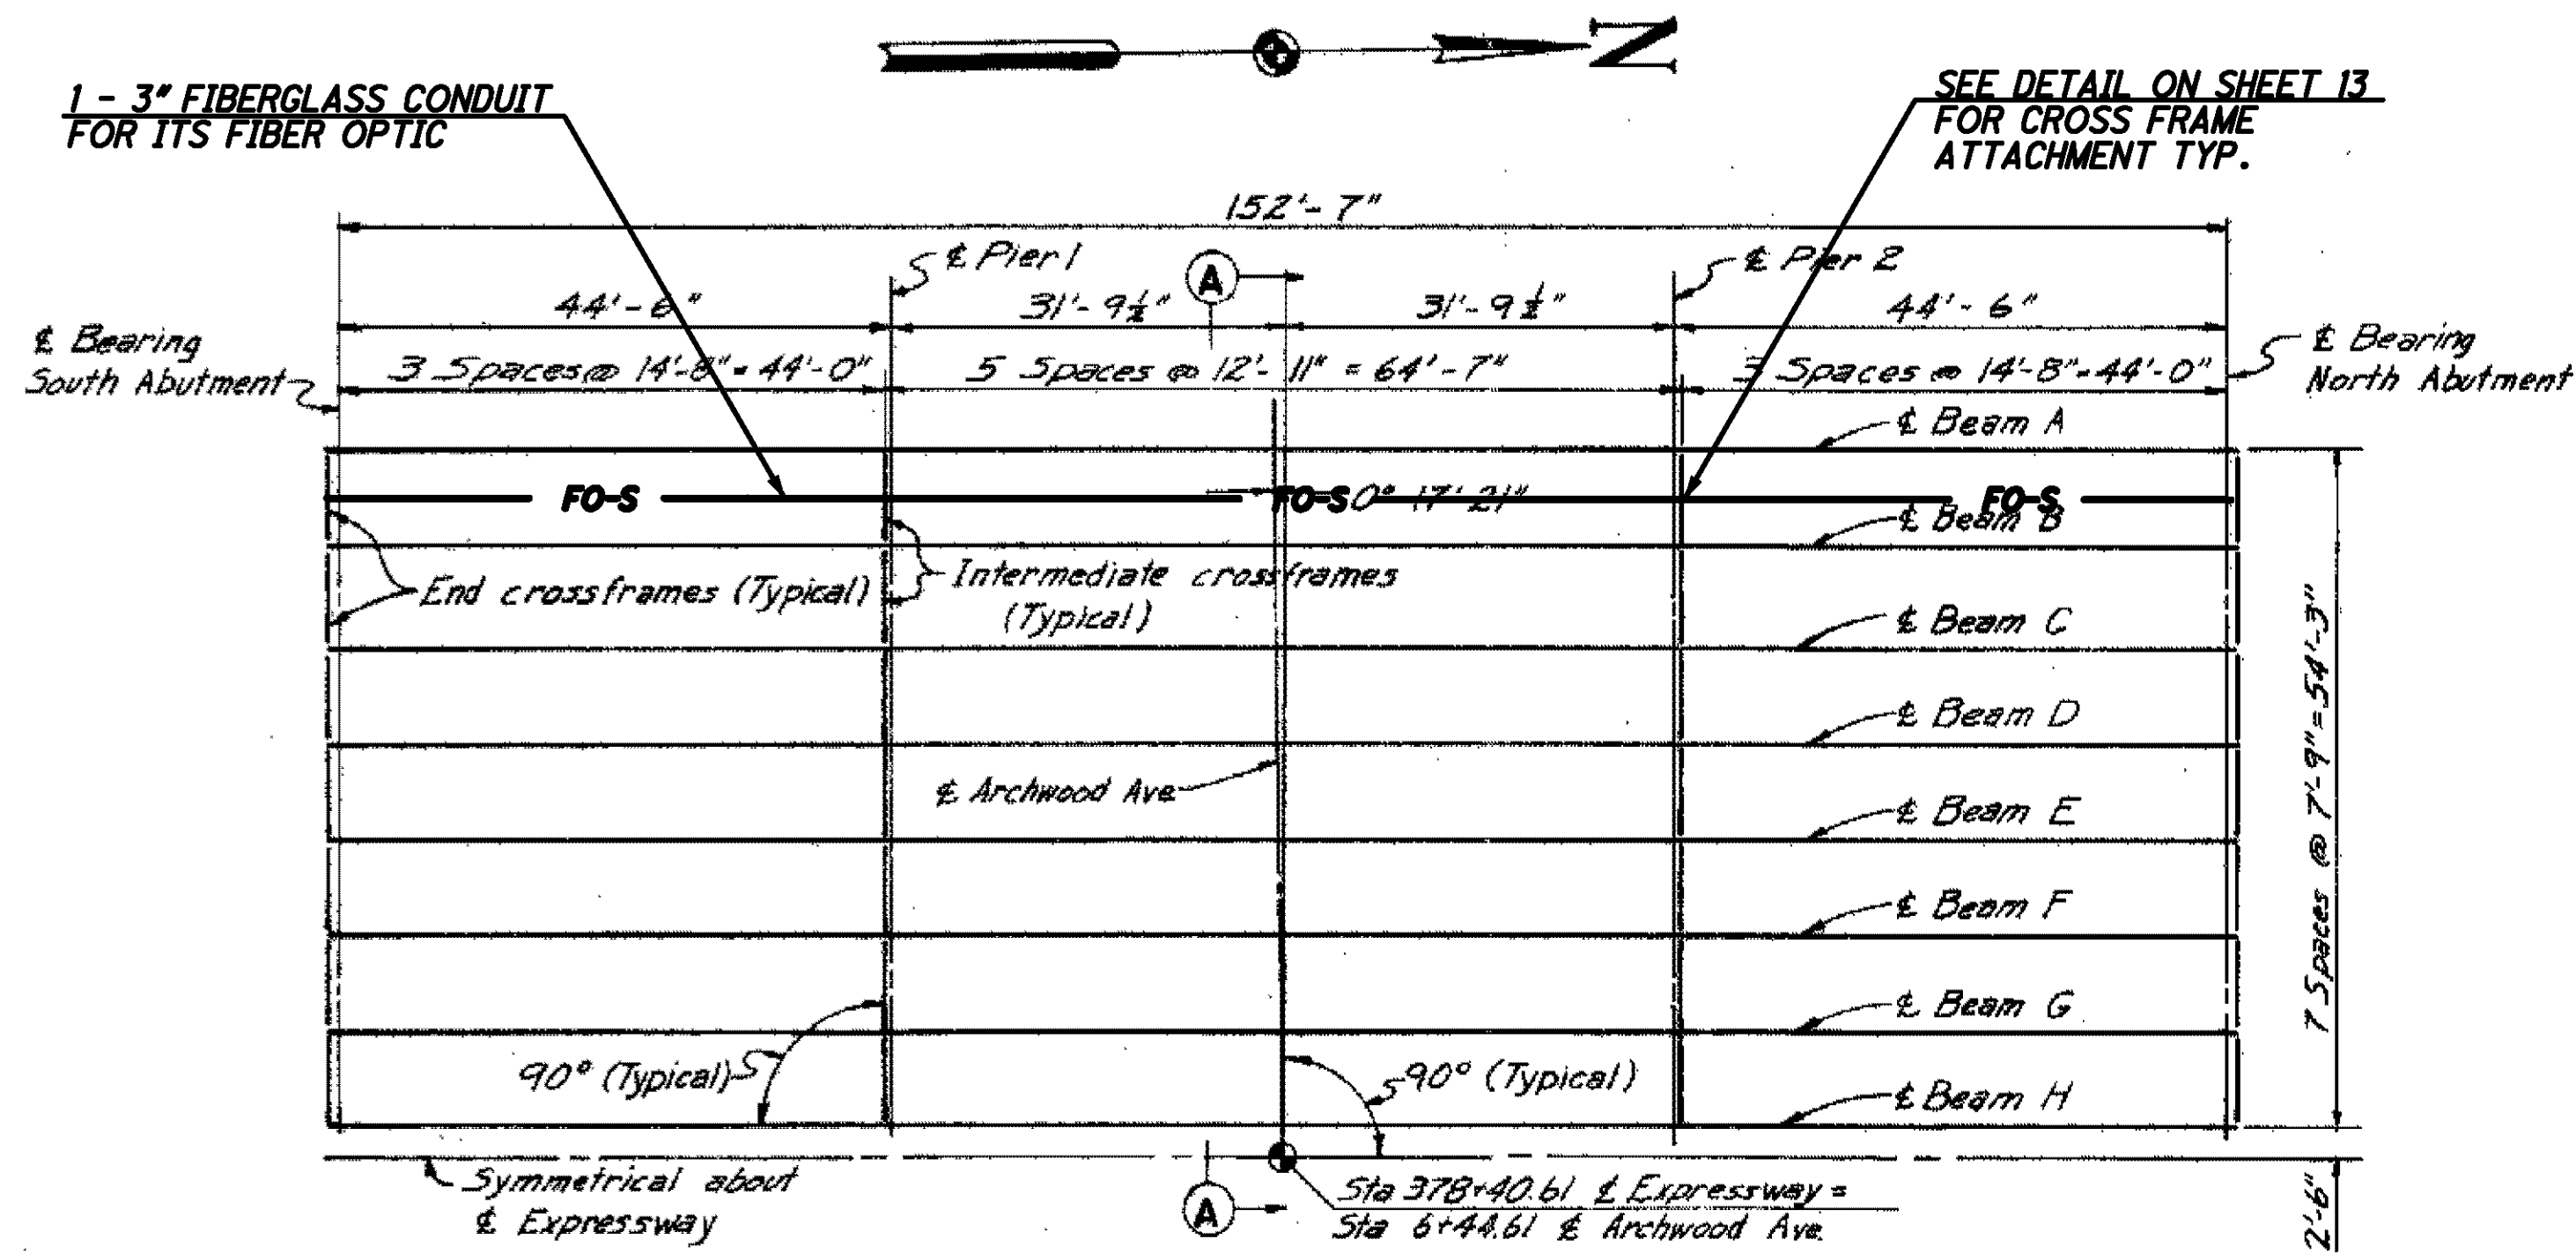 N
1 - 3" FIBERGLASS CONDUIT
FOR ITS FIBER OPTIC
SEE DETAIL ON SHEET 13
FOR CROSS FRAME
ATTACHMENT TYP.
152'-7"
℄ Pier 1
A
℄ Pier 2
44'-6"
31'-9½"
31'-9½"
44'-6"
℄ Bearing
South Abutment
3 Spaces @ 14'-8" = 44'-0"
5 Spaces @ 12'-11" = 64'-7"
3 Spaces @ 14'-8"=44'-0"
℄ Bearing
North Abutment
℄ Beam A
FO-S
FO-S
0° 17' 21"
FO-S
℄ Beam B
End crossframes (Typical)
Intermediate crossframes
(Typical)
℄ Beam C
℄ Beam D
℄ Archwood Ave
℄ Beam E
℄ Beam F
℄ Beam G
7 Spaces @ 7'-9"=54'-3"
90° (Typical)
90° (Typical)
℄ Beam H
Symmetrical about
℄ Expressway
A
Sta 378+40.61 ℄ Expressway =
Sta 6+44.61 ℄ Archwood Ave.
2'-6"